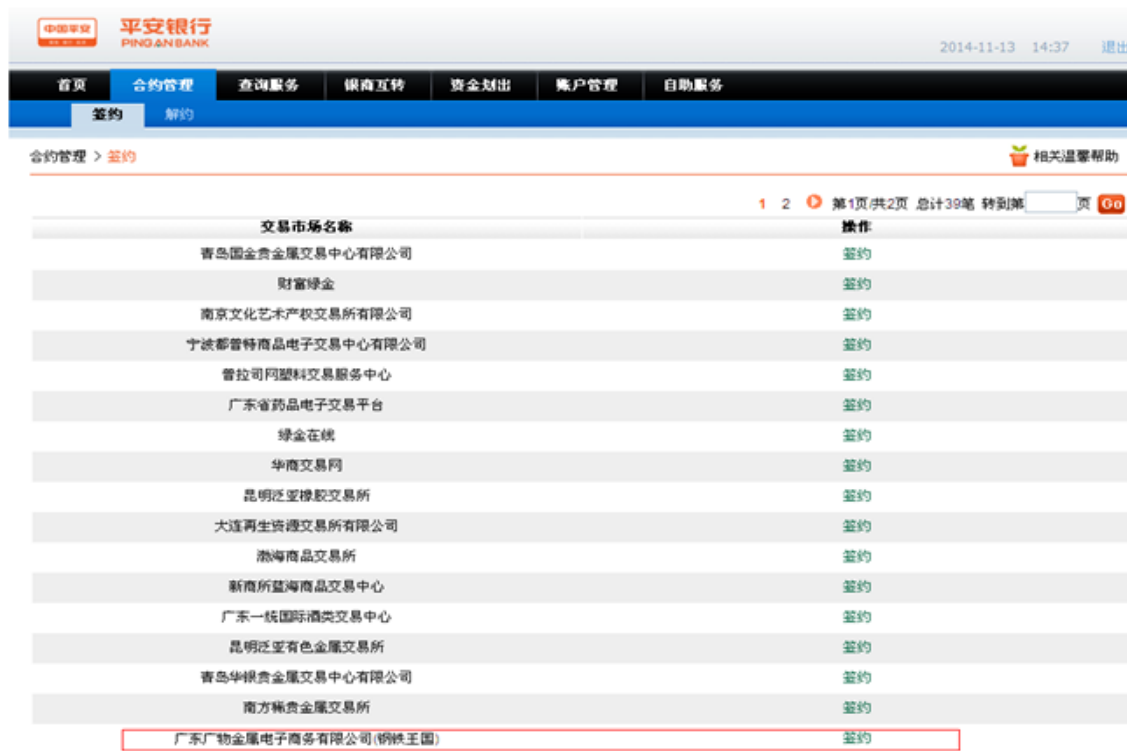 中国平安
平安银行
PING AN BANK
2014-11-13 14:37 退出
首页 合约管理 查询服务 银商互转 资金划出 账户管理 自助服务
签约 解约
合约管理 > 签约 相关温馨帮助
1 2 第1页/共2页 总计39笔 转到第 页 Go
交易市场名称 操作
青岛国金贵金属交易中心有限公司 签约
财富绿金 签约
南京文化艺术产权交易所有限公司 签约
宁波都普特商品电子交易中心有限公司 签约
普拉司网塑料交易服务中心 签约
广东省药品电子交易平台 签约
绿金在线 签约
华商交易网 签约
昆明泛亚橡胶交易所 签约
大连再生资源交易所有限公司 签约
渤海商品交易所 签约
新商所蓝海商品交易中心 签约
广东一统国际酒类交易中心 签约
昆明泛亚有色金属交易所 签约
青岛华银贵金属交易中心有限公司 签约
南方稀贵金属交易所 签约
广东广物金属电子商务有限公司(钢铁王国) 签约